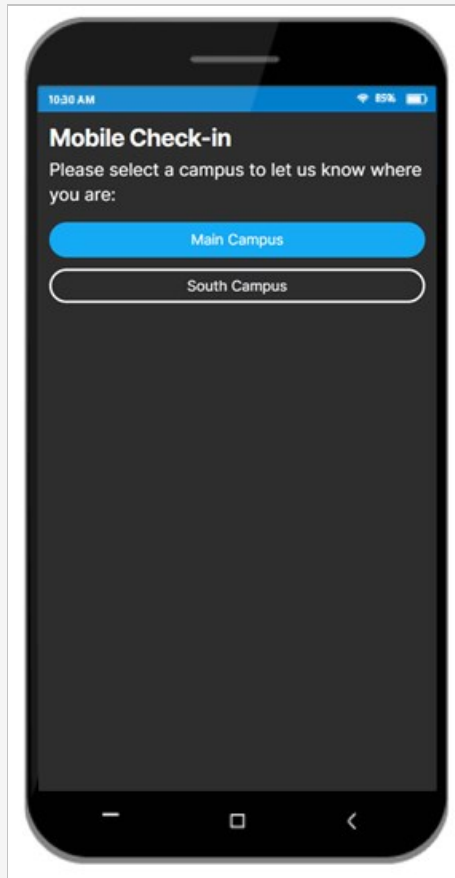 10:30 AM 85%
Mobile Check-in
Please select a campus to let us know where
you are:
Main Campus
South Campus